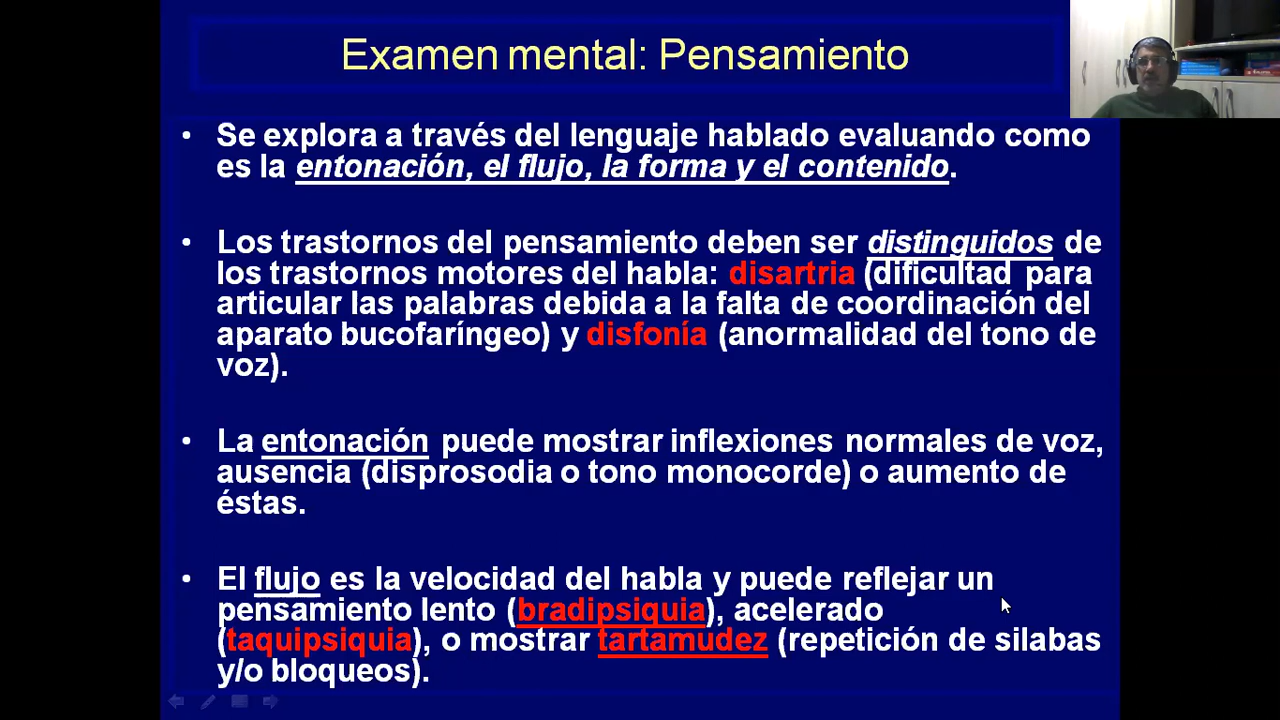 Examen mental: Pensamiento
• Se explora a través del lenguaje hablado evaluando como
es la entonación, el flujo, la forma y el contenido.
• Los trastornos del pensamiento deben ser distinguidos de
los trastornos motores del habla: disartria (dificultad para
articular las palabras debida a la falta de coordinación del
aparato bucofaríngeo) y disfonía (anormalidad del tono de
voz).
• La entonación puede mostrar inflexiones normales de voz,
ausencia (disprosodia o tono monocorde) o aumento de
éstas.
• El flujo es la velocidad del habla y puede reflejar un
pensamiento lento (bradipsiquia), acelerado
(taquipsiquia), o mostrar tartamudez (repetición de silabas
y/o bloqueos).